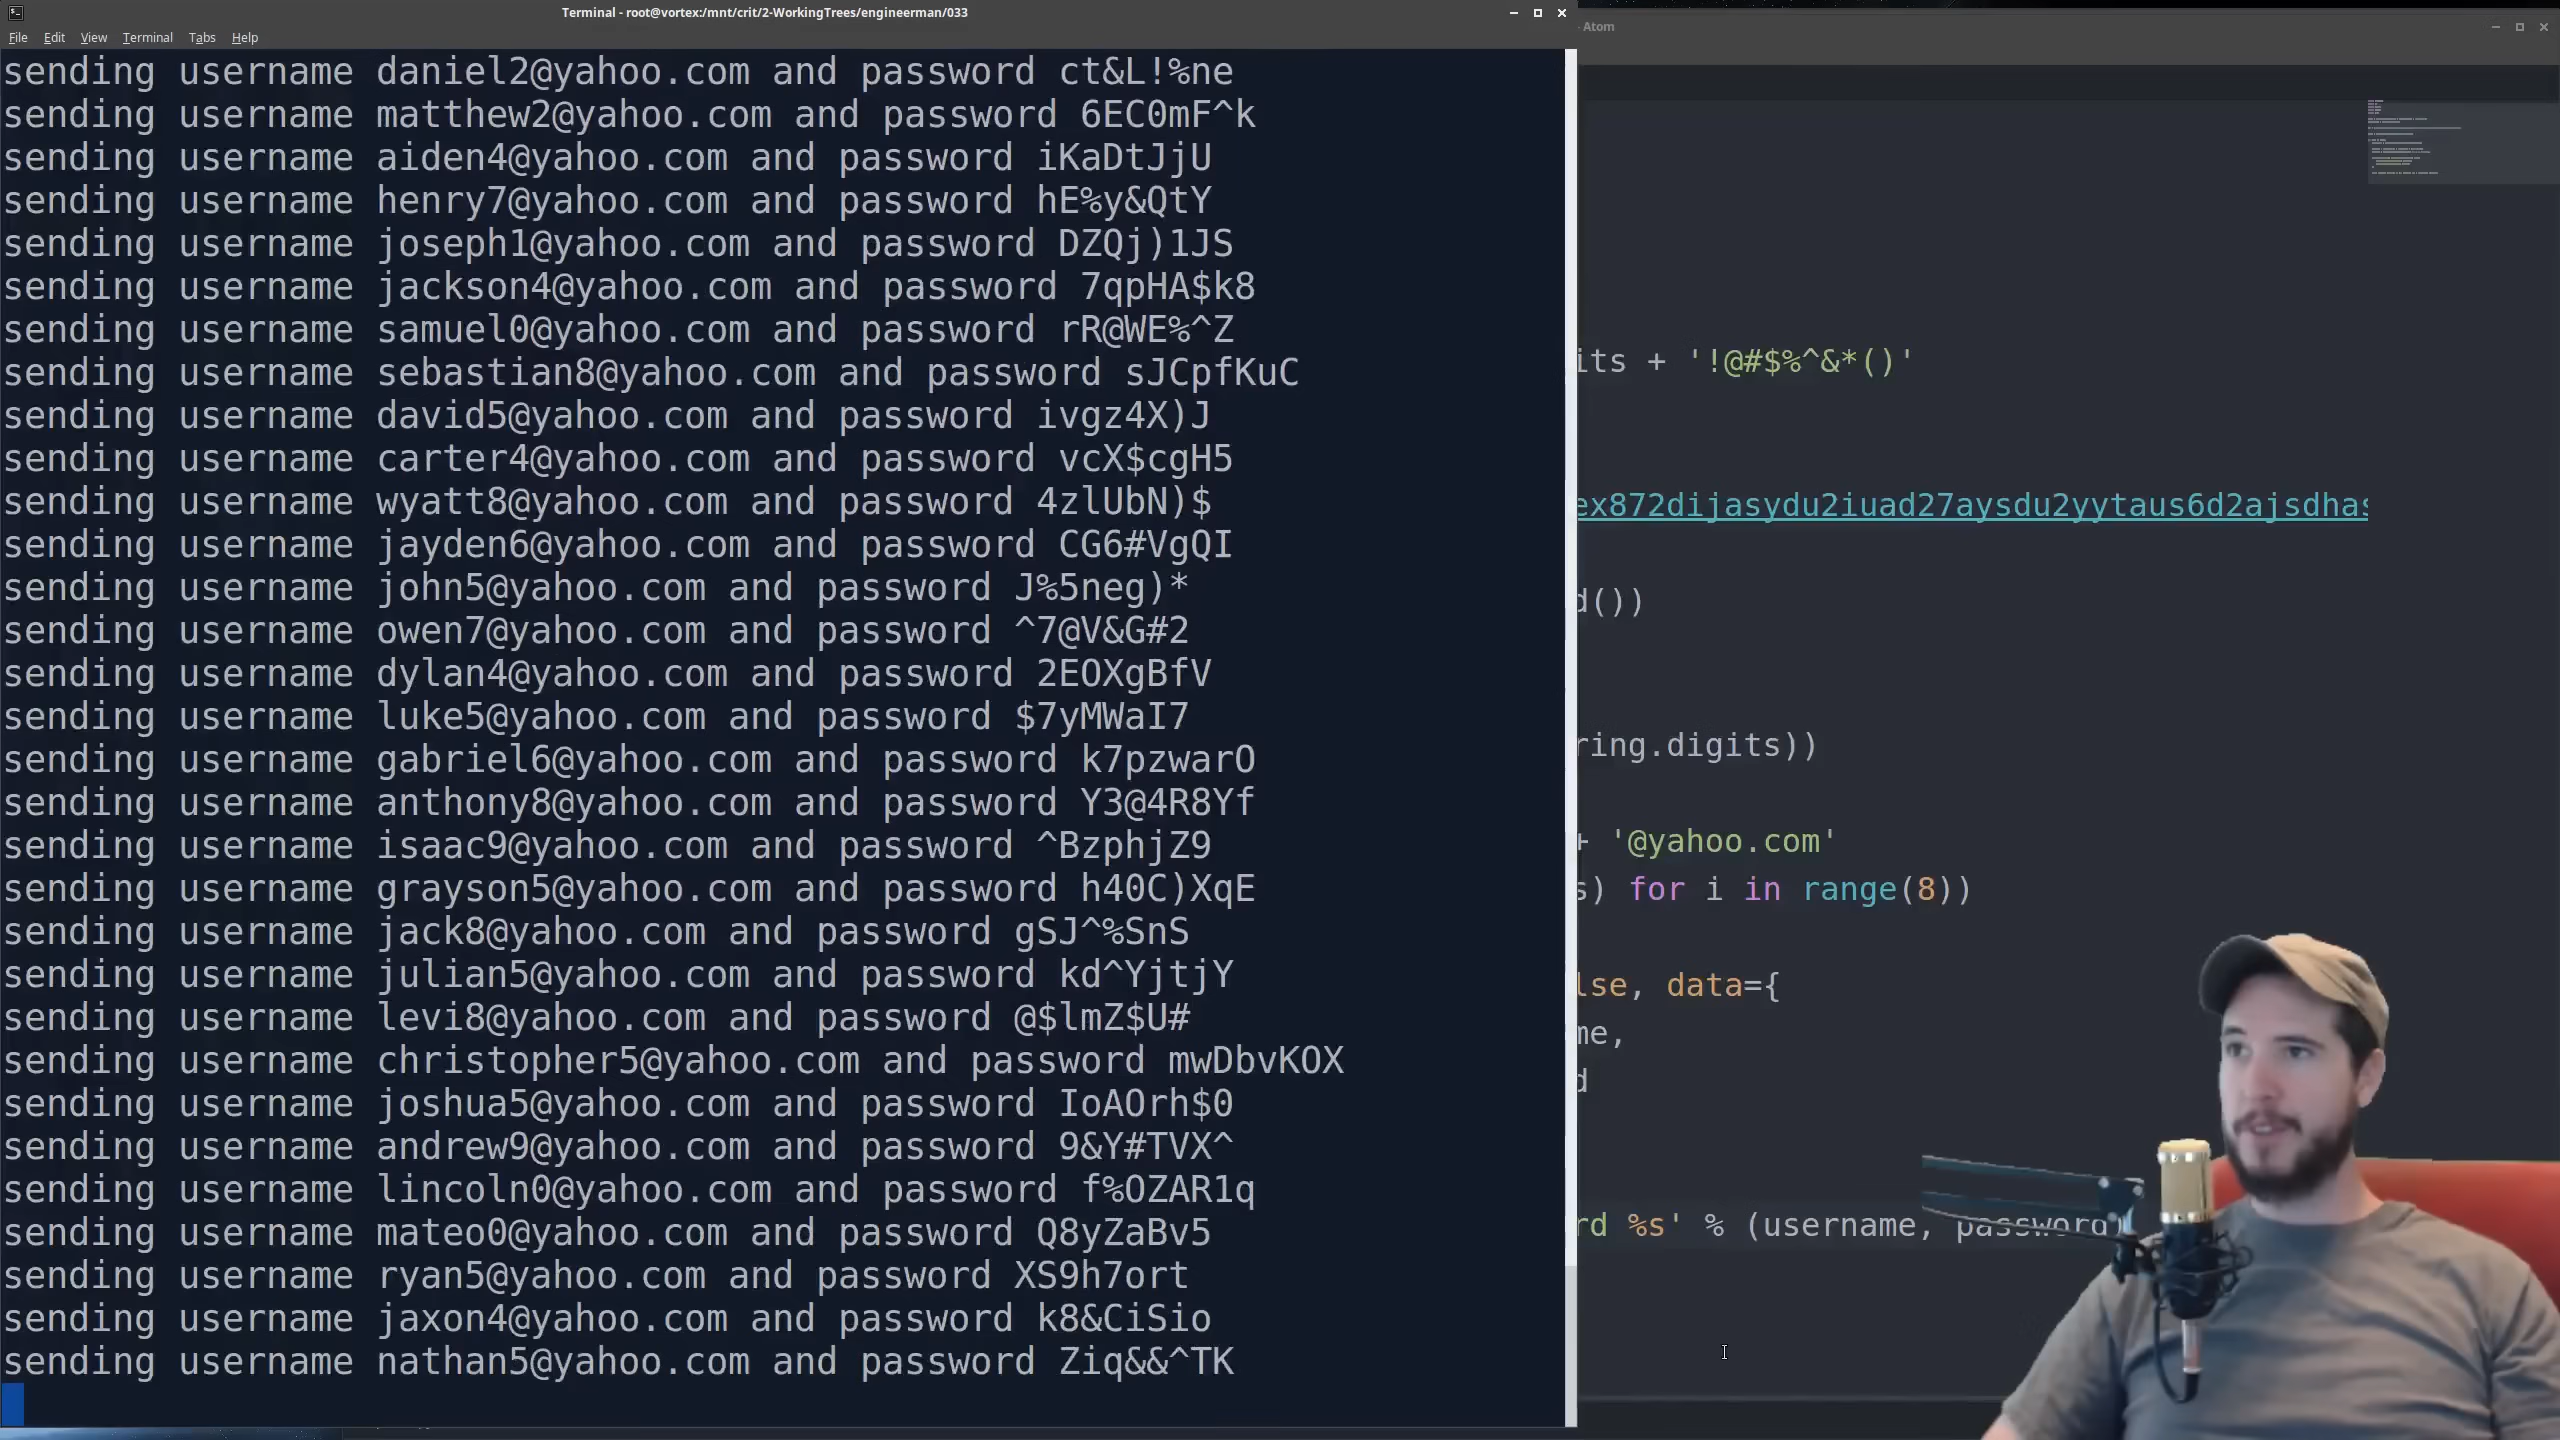 Terminal - root@vortex:/mnt/crit/2-WorkingTrees/engineerman/033
Atom
File Edit View Terminal Tabs Help
sending username daniel2@yahoo.com and password ct&L!%ne
sending username matthew2@yahoo.com and password 6EC0mF^k
sending username aiden4@yahoo.com and password iKaDtJjU
sending username henry7@yahoo.com and password hE%y&QtY
sending username joseph1@yahoo.com and password DZQj)1JS
sending username jackson4@yahoo.com and password 7qpHA$k8
sending username samuel0@yahoo.com and password rR@WE%^Z
sending username sebastian8@yahoo.com and password sJCpfKuC
sending username david5@yahoo.com and password ivgz4X)J
sending username carter4@yahoo.com and password vcX$cgH5
sending username wyatt8@yahoo.com and password 4zlUbN)$
sending username jayden6@yahoo.com and password CG6#VgQI
sending username john5@yahoo.com and password J%5neg)*
sending username owen7@yahoo.com and password ^7@V&G#2
sending username dylan4@yahoo.com and password 2EOXgBfV
sending username luke5@yahoo.com and password $7yMWaI7
sending username gabriel6@yahoo.com and password k7pzwarO
sending username anthony8@yahoo.com and password Y3@4R8Yf
sending username isaac9@yahoo.com and password ^BzphjZ9
sending username grayson5@yahoo.com and password h40C)XqE
sending username jack8@yahoo.com and password gSJ^%SnS
sending username julian5@yahoo.com and password kd^YjtjY
sending username levi8@yahoo.com and password @$lmZ$U#
sending username christopher5@yahoo.com and password mwDbvKOX
sending username joshua5@yahoo.com and password IoAOrh$0
sending username andrew9@yahoo.com and password 9&Y#TVX^
sending username lincoln0@yahoo.com and password f%OZAR1q
sending username mateo0@yahoo.com and password Q8yZaBv5
sending username ryan5@yahoo.com and password XS9h7ort
sending username jaxon4@yahoo.com and password k8&CiSio
sending username nathan5@yahoo.com and password Ziq&&^TK
its + '!@#$%^&*()'
ex872dijasydu2iuad27aysdu2yytaus6d2ajsdhas
d())
ring.digits))
+ '@yahoo.com'
s) for i in range(8))
lse, data={
me,
d
rd %s' % (username, password)